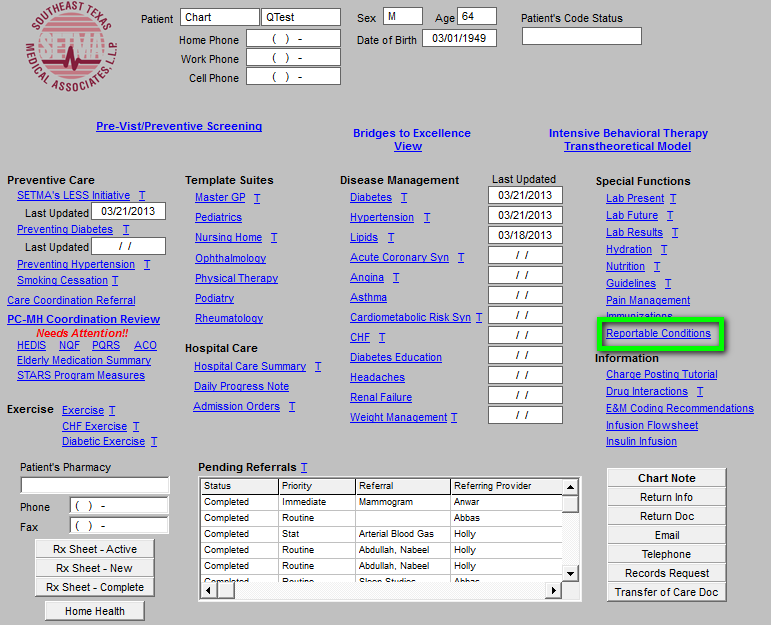 SOUTHEAST TEXAS
SETMA
MEDICAL ASSOCIATES, L.L.P.
Patient Chart QTest Sex M Age 64 Patient's Code Status
Home Phone ( ) - Date of Birth 03/01/1949
Work Phone ( ) -
Cell Phone ( ) -
Pre-Vist/Preventive Screening
Bridges to Excellence
View
Intensive Behavioral Therapy
Transtheoretical Model
Preventive Care
SETMA's LESS Initiative T
Last Updated 03/21/2013
Preventing Diabetes T
Last Updated / /
Preventing Hypertension T
Smoking Cessation T
Care Coordination Referral
PC-MH Coordination Review
Needs Attention!!
HEDIS NQF PQRS ACO
Elderly Medication Summary
STARS Program Measures
Exercise Exercise T
CHF Exercise T
Diabetic Exercise T
Template Suites
Master GP T
Pediatrics
Nursing Home T
Ophthalmology
Physical Therapy
Podiatry
Rheumatology
Hospital Care
Hospital Care Summary T
Daily Progress Note
Admission Orders T
Disease Management Last Updated
Diabetes T 03/21/2013
Hypertension T 03/21/2013
Lipids T 03/18/2013
Acute Coronary Syn T / /
Angina T / /
Asthma / /
Cardiometabolic Risk Syn T / /
CHF T / /
Diabetes Education / /
Headaches / /
Renal Failure / /
Weight Management T / /
Special Functions
Lab Present T
Lab Future T
Lab Results T
Hydration T
Nutrition T
Guidelines T
Pain Management
Immunizations
Reportable Conditions
Information
Charge Posting Tutorial
Drug Interactions T
E&M Coding Recommendations
Infusion Flowsheet
Insulin Infusion
Patient's Pharmacy
Phone ( ) -
Fax ( ) -
Rx Sheet - Active
Rx Sheet - New
Rx Sheet - Complete
Home Health
Pending Referrals T
Status Priority Referral Referring Provider
Completed Immediate Mammogram Anwar
Completed Routine Abbas
Completed Stat Arterial Blood Gas Holly
Completed Routine Abdullah, Nabeel Holly
Completed Routine Abdullah, Nabeel Holly
Completed Routine Sleep Studies Abbas
Chart Note
Return Info
Return Doc
Email
Telephone
Records Request
Transfer of Care Doc